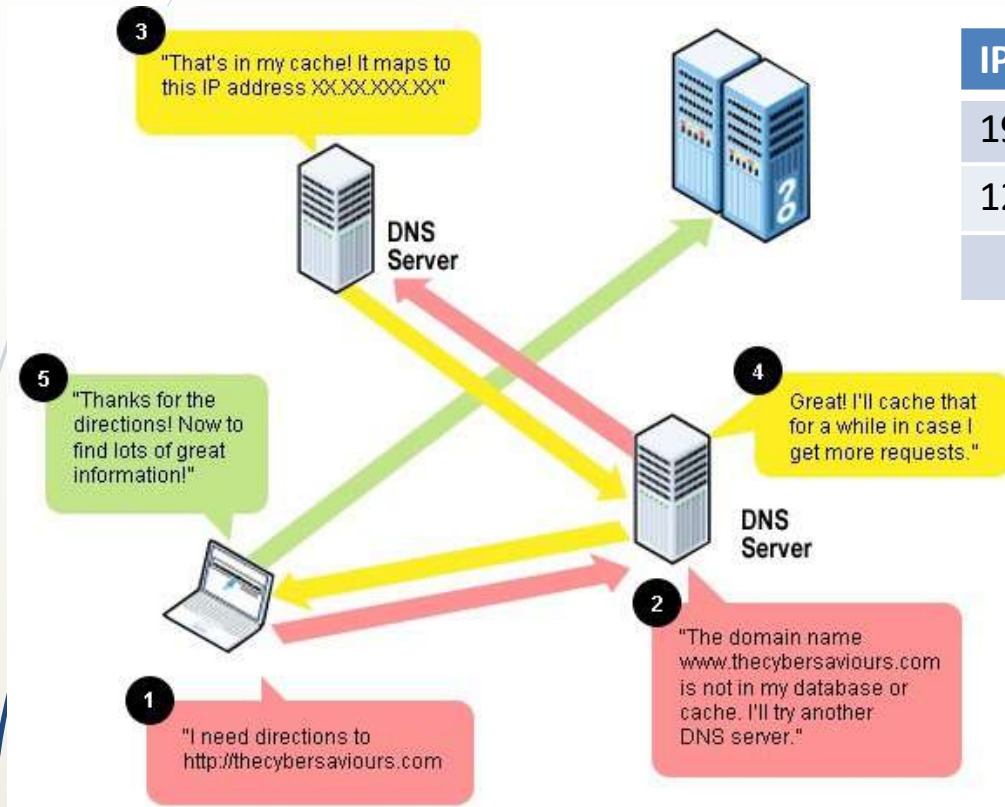 3
"That's in my cache! It maps to
this IP address XX.XX.XXX.XX"
DNS
Server
IP
19
12
5
"Thanks for the
directions! Now to
find lots of great
information!"
4
Great! I'll cache that
for a while in case I
get more requests."
DNS
Server
2
"The domain name
www.thecybersaviours.com
is not in my database or
cache. I'll try another
DNS server."
1
"I need directions to
http://thecybersaviours.com